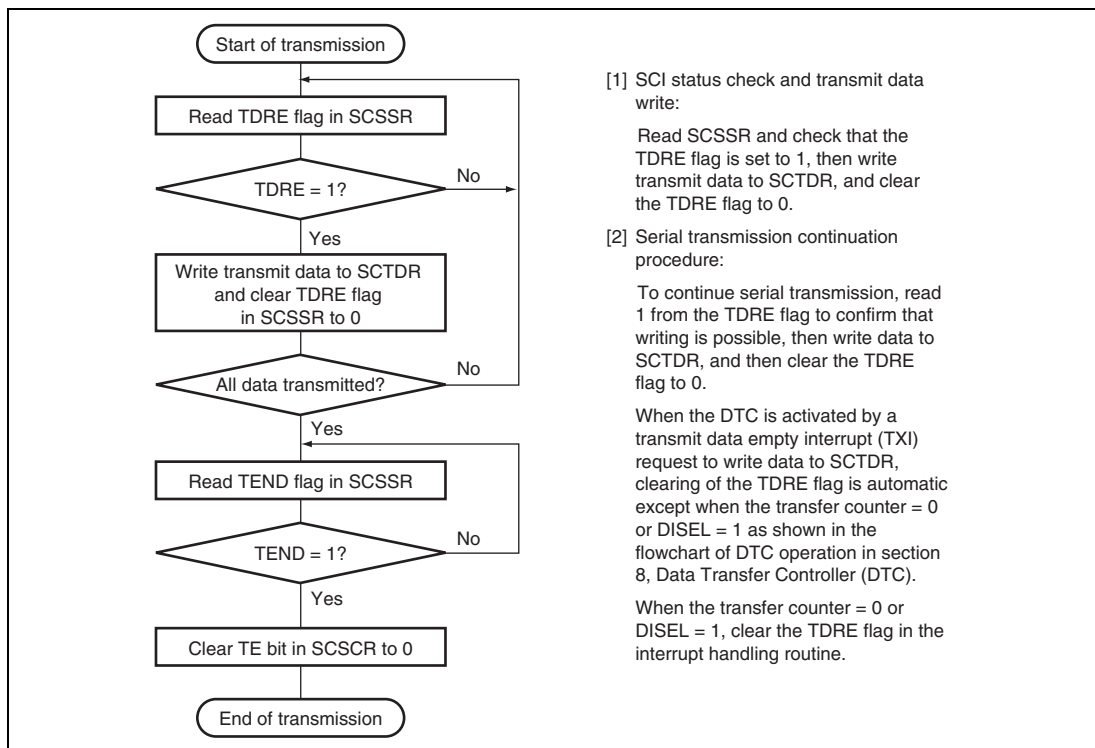 Start of transmission
Read TDRE flag in SCSSR
TDRE = 1?
No
Yes
Write transmit data to SCTDR
and clear TDRE flag
in SCSSR to 0
All data transmitted?
No
Yes
Read TEND flag in SCSSR
TEND = 1?
No
Yes
Clear TE bit in SCSCR to 0
End of transmission
[1] SCI status check and transmit data
write:
Read SCSSR and check that the
TDRE flag is set to 1, then write
transmit data to SCTDR, and clear
the TDRE flag to 0.
[2] Serial transmission continuation
procedure:
To continue serial transmission, read
1 from the TDRE flag to confirm that
writing is possible, then write data to
SCTDR, and then clear the TDRE
flag to 0.
When the DTC is activated by a
transmit data empty interrupt (TXI)
request to write data to SCTDR,
clearing of the TDRE flag is automatic
except when the transfer counter = 0
or DISEL = 1 as shown in the
flowchart of DTC operation in section
8, Data Transfer Controller (DTC).
When the transfer counter = 0 or
DISEL = 1, clear the TDRE flag in the
interrupt handling routine.